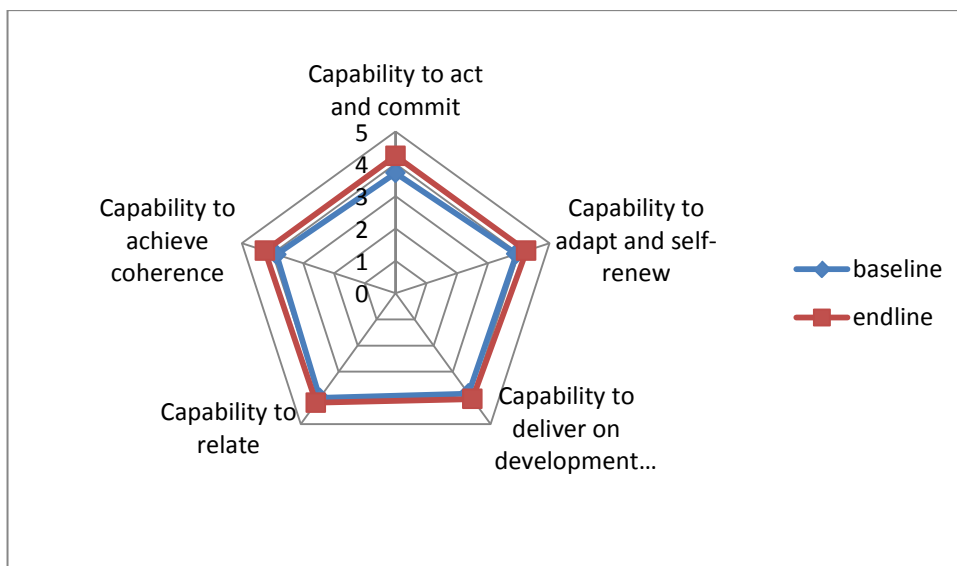 Capability to act
and commit
5
4
3
2
1
0
Capability to
adapt and self-
renew
Capability to
deliver on
development...
Capability to
relate
Capability to
achieve
coherence
baseline
endline